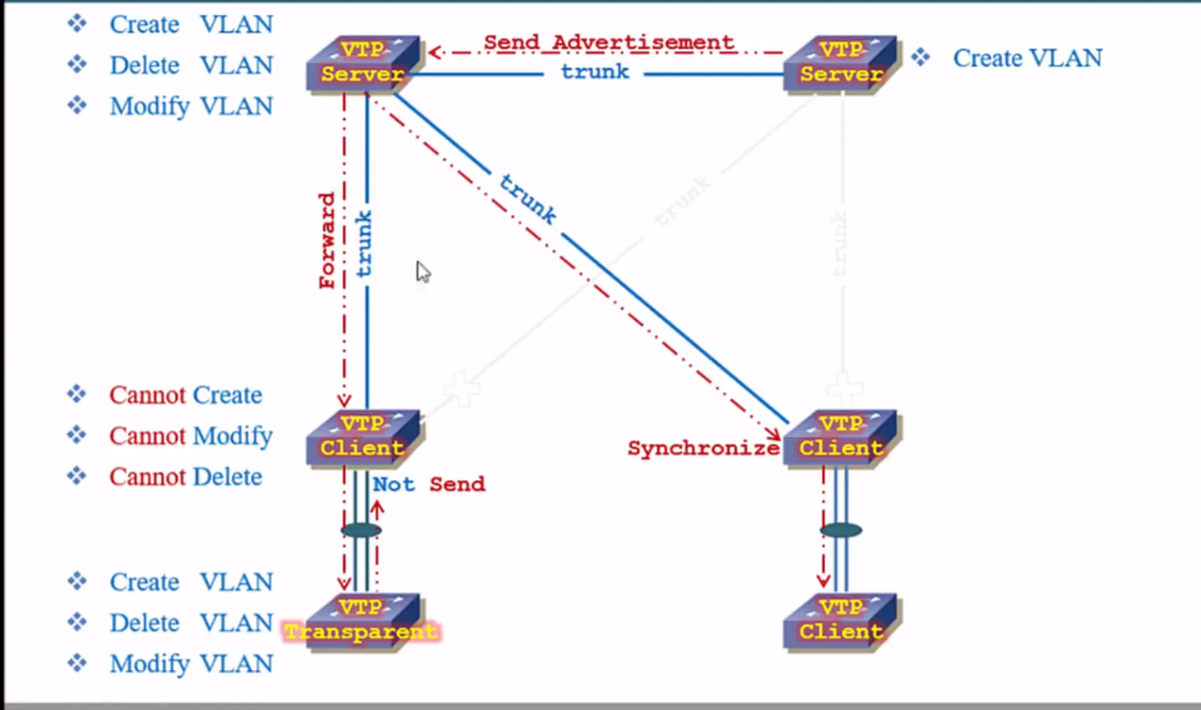 Create VLAN
Delete VLAN
Modify VLAN
VTP
Server
Send Advertisement
trunk
VTP
Server
Create VLAN
Forward
trunk
trunk
trunk
trunk
Cannot Create
Cannot Modify
Cannot Delete
VTP
Client
Synchronize
VTP
Client
Not Send
Create VLAN
Delete VLAN
Modify VLAN
VTP
Transparent
VTP
Client